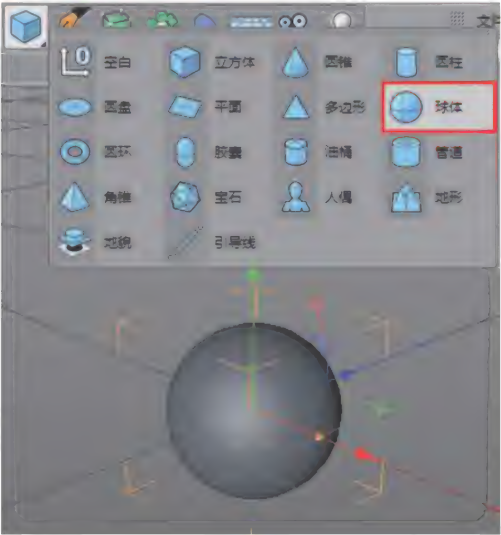 空白 立方体 圆锥 圆柱
圆盘 平面 多边形 球体
圆环 胶囊 油桶 管道
角锥 宝石 人偶 地形
地貌 引导线